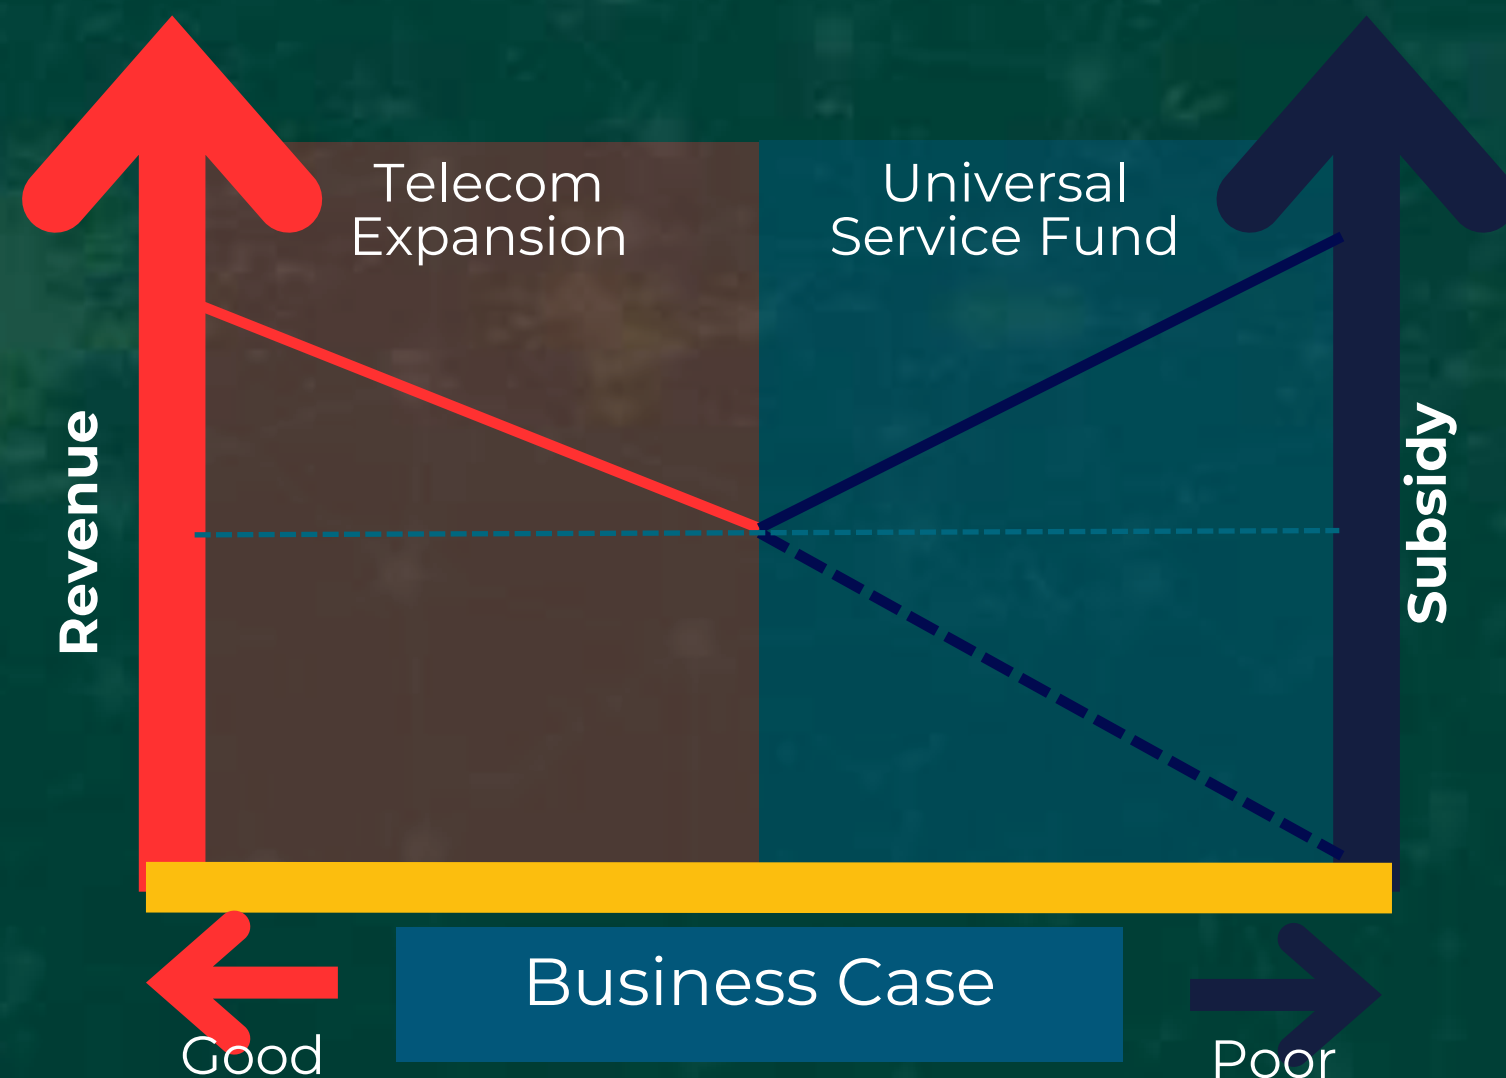 Telecom
Expansion
Universal
Service Fund
Revenue
Subsidy
Business Case
Good
Poor